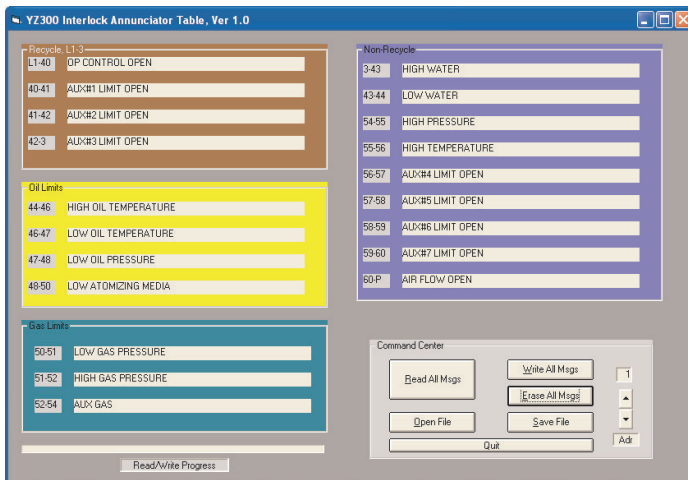 YZ300 Interlock Annunciator Table, Ver 1.0
Recycle, L1-3
L1-40 OP CONTROL OPEN
40-41 AUX#1 LIMIT OPEN
41-42 AUX#2 LIMIT OPEN
42-3 AUX#3 LIMIT OPEN
Oil Limits
44-46 HIGH OIL TEMPERATURE
46-47 LOW OIL TEMPERATURE
47-48 LOW OIL PRESSURE
48-50 LOW ATOMIZING MEDIA
Gas Limits
50-51 LOW GAS PRESSURE
51-52 HIGH GAS PRESSURE
52-54 AUX GAS
Read/Write Progress
Non-Recycle
3-43 HIGH WATER
43-44 LOW WATER
54-55 HIGH PRESSURE
55-56 HIGH TEMPERATURE
56-57 AUX#4 LIMIT OPEN
57-58 AUX#5 LIMIT OPEN
58-59 AUX#6 LIMIT OPEN
59-60 AUX#7 LIMIT OPEN
60-P AIR FLOW OPEN
Command Center
Read All Msgs
Write All Msgs
1
Erase All Msgs
Open File
Save File
Adr
Quit